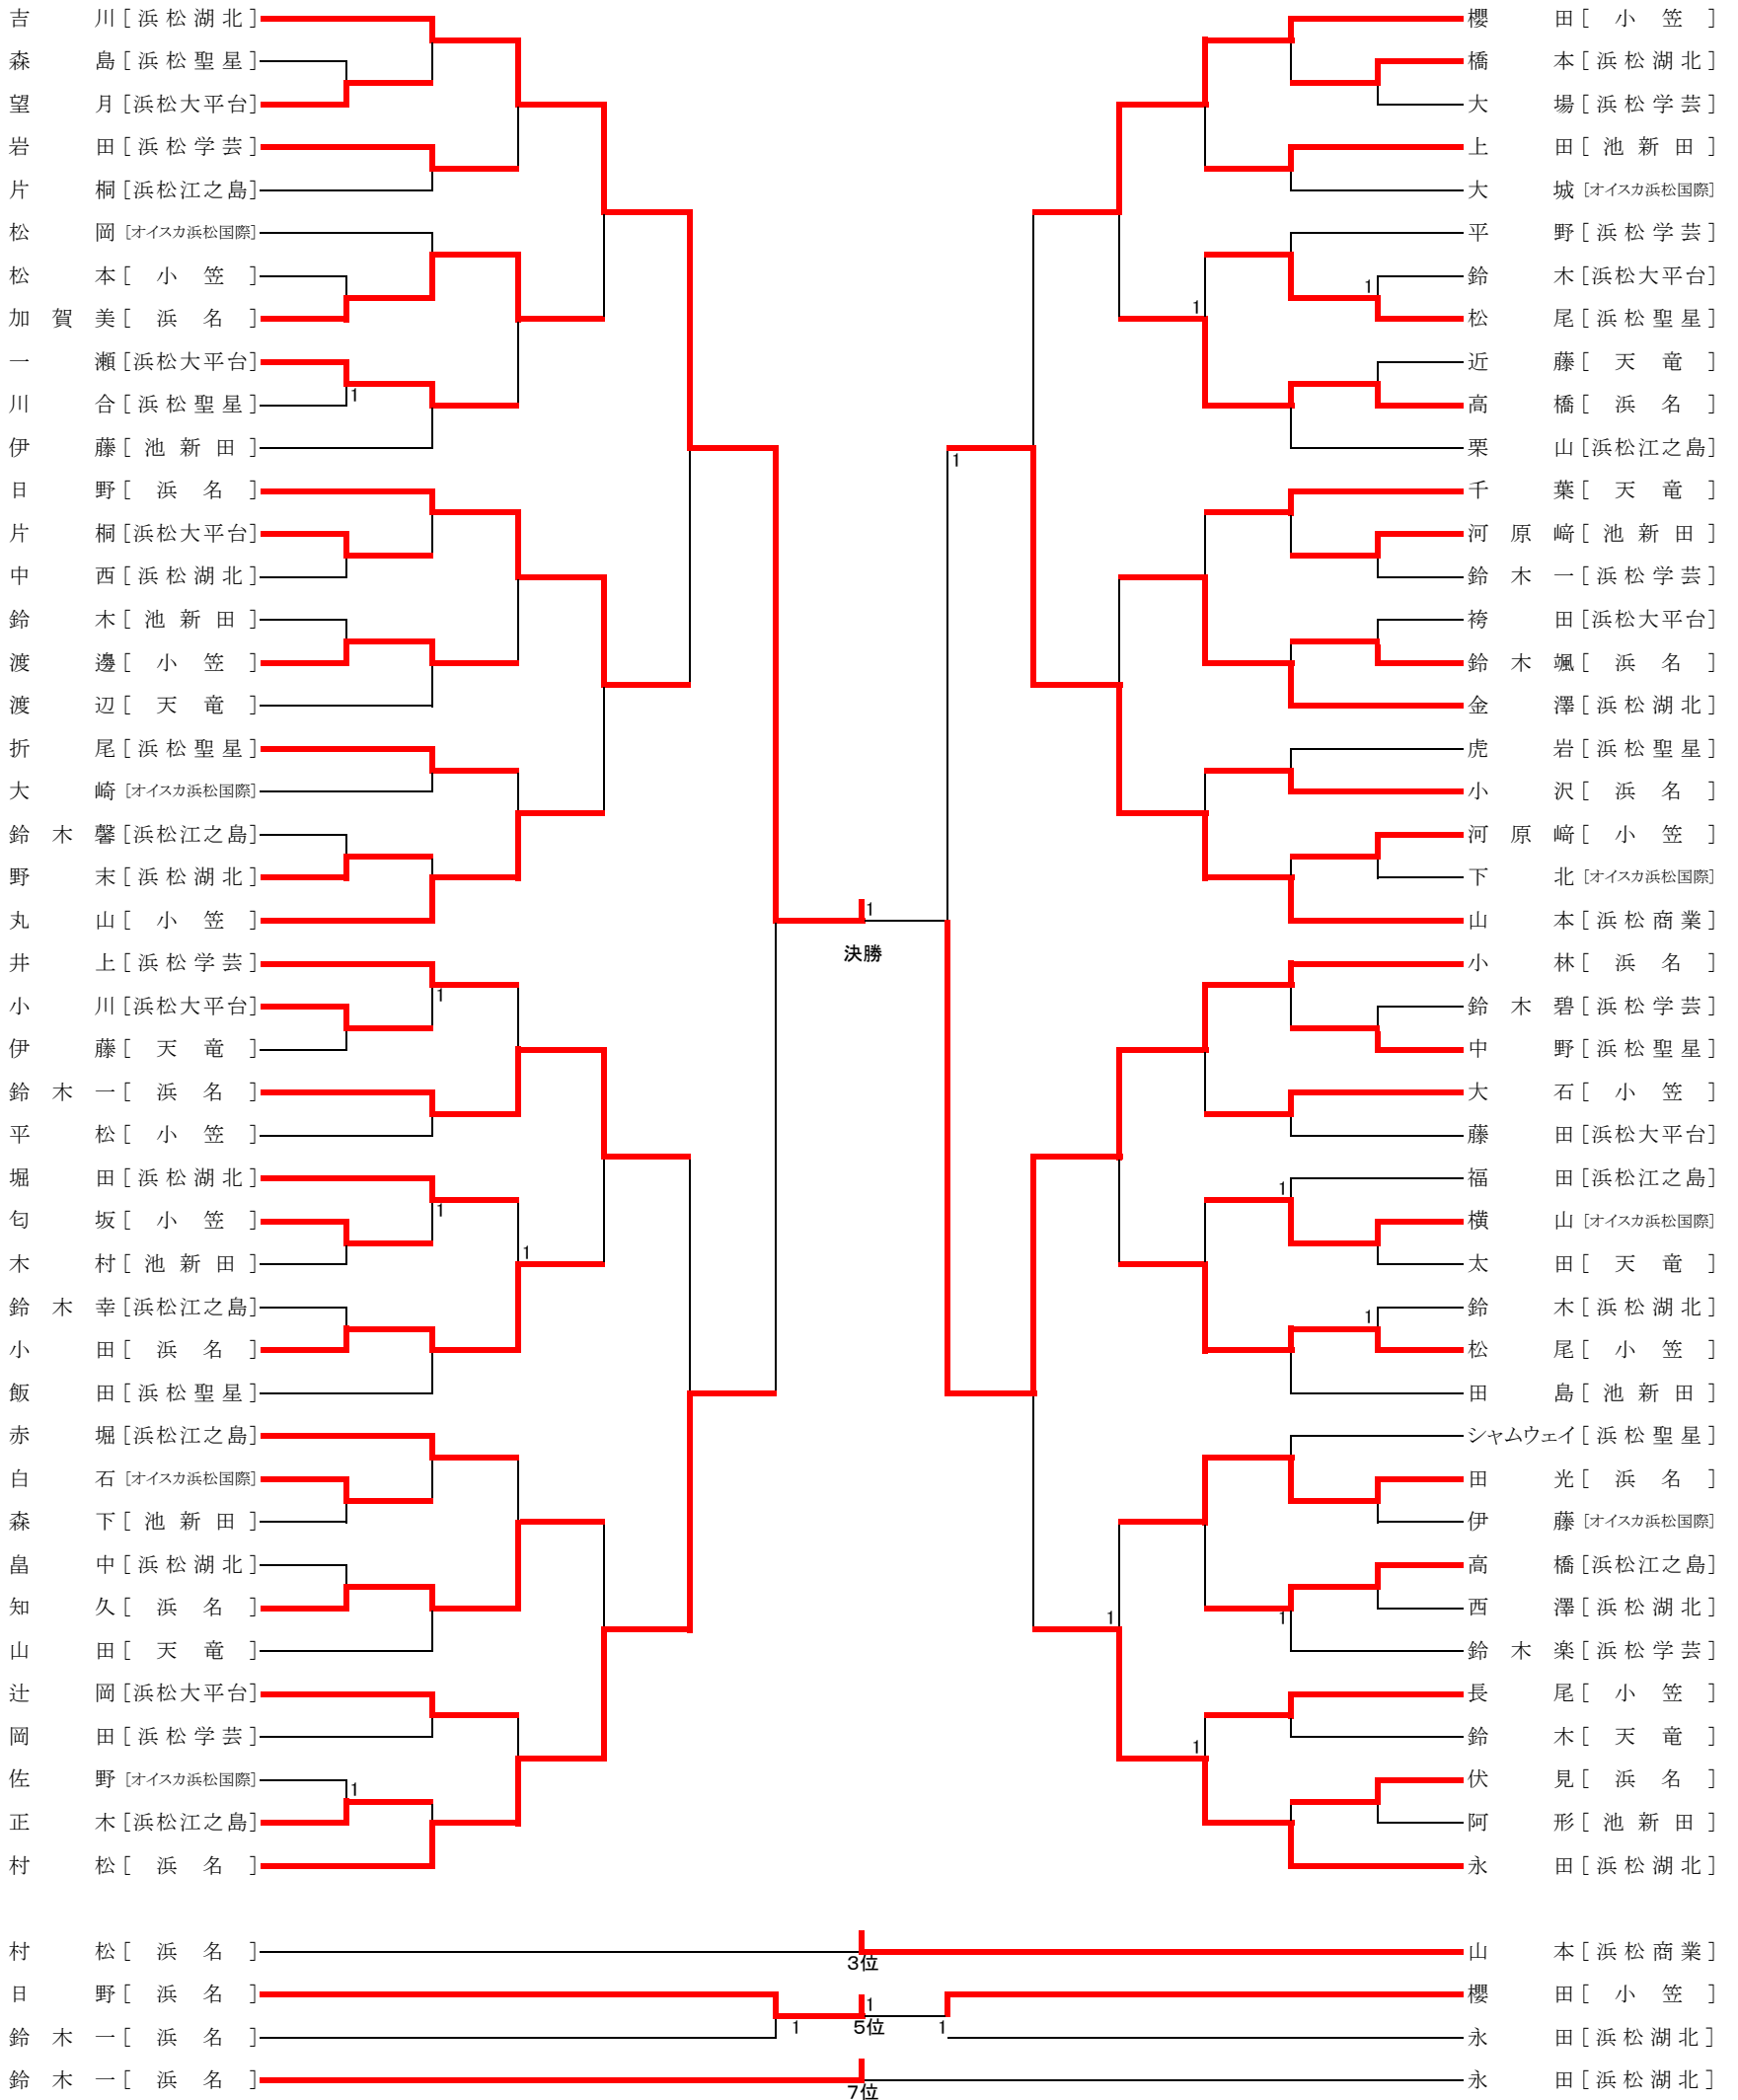 吉川[浜松湖北] 櫻田[小笠]
森島[浜松聖星] 橋本[浜松湖北]
望月[浜松大平台] 大場[浜松学芸]
岩田[浜松学芸] 上田[池新田]
片桐[浜松江之島] 大城[オイスカ浜松国際]
松岡[オイスカ浜松国際] 平野[浜松学芸]
松本[小笠] 1 鈴木[浜松大平台]
加賀美[浜名] 1 松尾[浜松聖星]
一瀬[浜松大平台] 近藤[天竜]
川合[浜松聖星] 1 高橋[浜名]
伊藤[池新田] 1 栗山[浜松江之島]
日野[浜名] 千葉[天竜]
片桐[浜松大平台] 河原﨑[池新田]
中西[浜松湖北] 鈴木一[浜松学芸]
鈴木[池新田] 袴田[浜松大平台]
渡邊[小笠] 鈴木颯[浜名]
渡辺[天竜] 金澤[浜松湖北]
折尾[浜松聖星] 虎岩[浜松聖星]
大崎[オイスカ浜松国際] 小沢[浜名]
鈴木馨[浜松江之島] 河原﨑[小笠]
野末[浜松湖北] 下北[オイスカ浜松国際]
丸山[小笠] 1 山本[浜松商業]
決勝
井上[浜松学芸] 小林[浜名]
小川[浜松大平台] 1 鈴木碧[浜松学芸]
伊藤[天竜] 中野[浜松聖星]
鈴木一[浜名] 大石[小笠]
平松[小笠] 藤田[浜松大平台]
堀田[浜松湖北] 1 福田[浜松江之島]
匂坂[小笠] 1 横山[オイスカ浜松国際]
木村[池新田] 1 太田[天竜]
鈴木幸[浜松江之島] 1 鈴木[浜松湖北]
小田[浜名] 松尾[小笠]
飯田[浜松聖星] 田島[池新田]
赤堀[浜松江之島] シャムウェイ[浜松聖星]
白石[オイスカ浜松国際] 田光[浜名]
森下[池新田] 伊藤[オイスカ浜松国際]
畠中[浜松湖北] 高橋[浜松江之島]
知久[浜名] 1 1 西澤[浜松湖北]
山田[天竜] 鈴木楽[浜松学芸]
辻岡[浜松大平台] 長尾[小笠]
岡田[浜松学芸] 1 鈴木[天竜]
佐野[オイスカ浜松国際] 1 伏見[浜名]
正木[浜松江之島] 阿形[池新田]
村松[浜名] 永田[浜松湖北]
村松[浜名] 山本[浜松商業]
3位
日野[浜名] 1 櫻田[小笠]
1 5位 1
鈴木一[浜名] 永田[浜松湖北]
鈴木一[浜名] 永田[浜松湖北]
7位